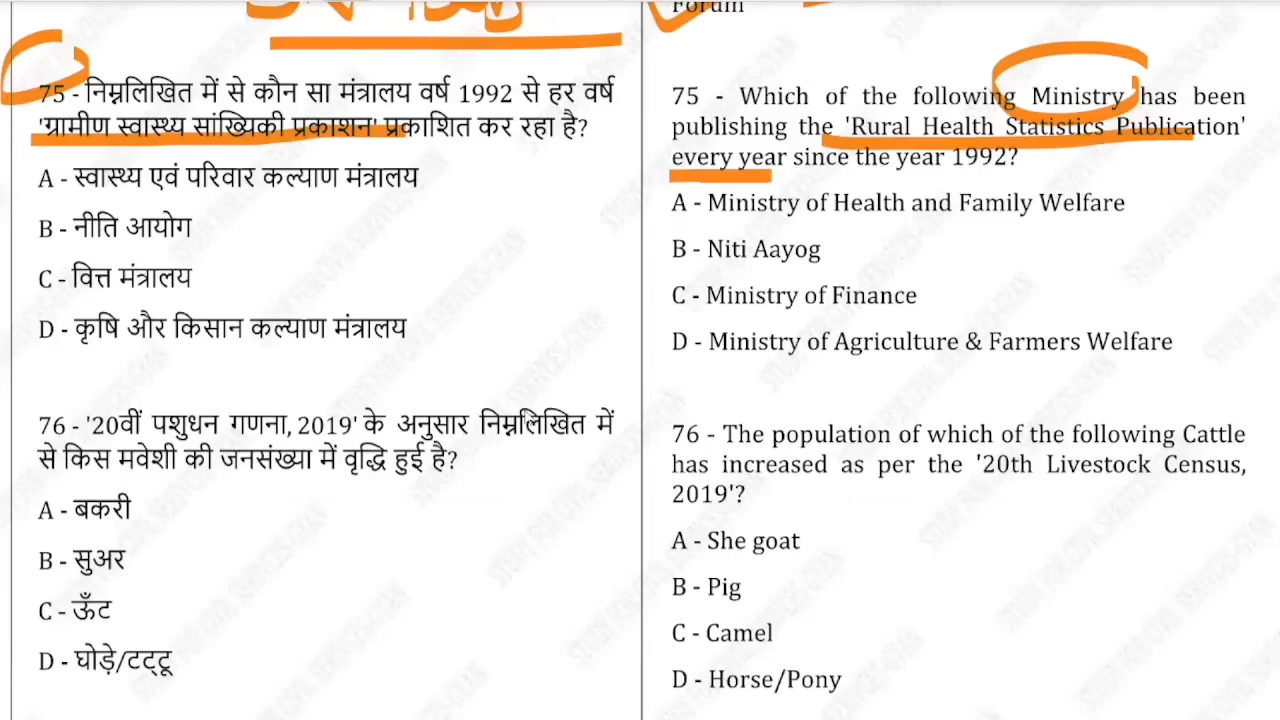 75 - निम्नलिखित में से कौन सा मंत्रालय वर्ष 1992 से हर वर्ष
'ग्रामीण स्वास्थ्य सांख्यिकी प्रकाशन' प्रकाशित कर रहा है?
A - स्वास्थ्य एवं परिवार कल्याण मंत्रालय
B - नीति आयोग
C - वित्त मंत्रालय
D - कृषि और किसान कल्याण मंत्रालय
76 - '20वीं पशुधन गणना, 2019' के अनुसार निम्नलिखित में
से किस मवेशी की जनसंख्या में वृद्धि हुई है?
A - बकरी
B - सुअर
C - ऊँट
D - घोड़े/टट्टू
Forum
75 - Which of the following Ministry has been
publishing the 'Rural Health Statistics Publication'
every year since the year 1992?
A - Ministry of Health and Family Welfare
B - Niti Aayog
C - Ministry of Finance
D - Ministry of Agriculture & Farmers Welfare
76 - The population of which of the following Cattle
has increased as per the '20th Livestock Census,
2019'?
A - She goat
B - Pig
C - Camel
D - Horse/Pony